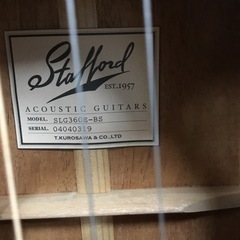 Stafford
EST.1957
ACOUSTIC GUITARS
MODEL. SLG360E-BS
SERIAL. 04040319
T.KUROSAWA & CO.,LTD